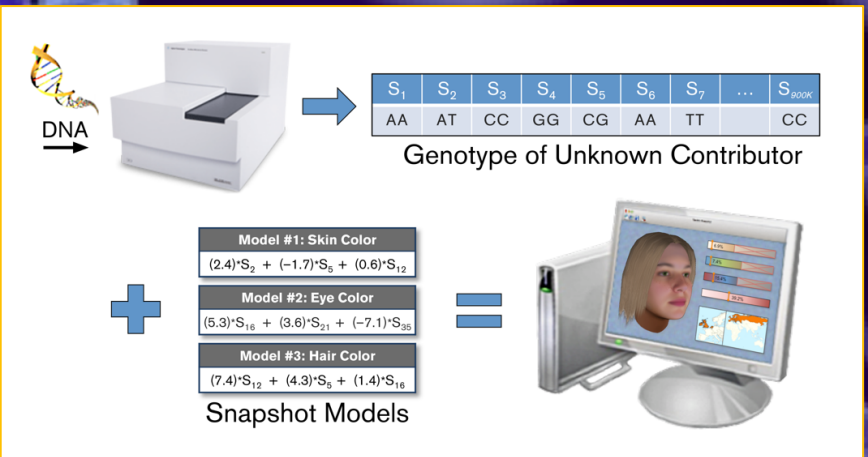 DNA
S₁ S₂ S₃ S₄ S₅ S₆ S₇ ... S₉₀₀ₖ
AA AT CC GG CG AA TT CC
Genotype of Unknown Contributor
Model #1: Skin Color
(2.4)*S₂ + (−1.7)*S₅ + (0.6)*S₁₂
Model #2: Eye Color
(5.3)*S₁₆ + (3.6)*S₂₁ + (−7.1)*S₃₅
Model #3: Hair Color
(7.4)*S₁₂ + (4.3)*S₅ + (1.4)*S₁₆
Snapshot Models